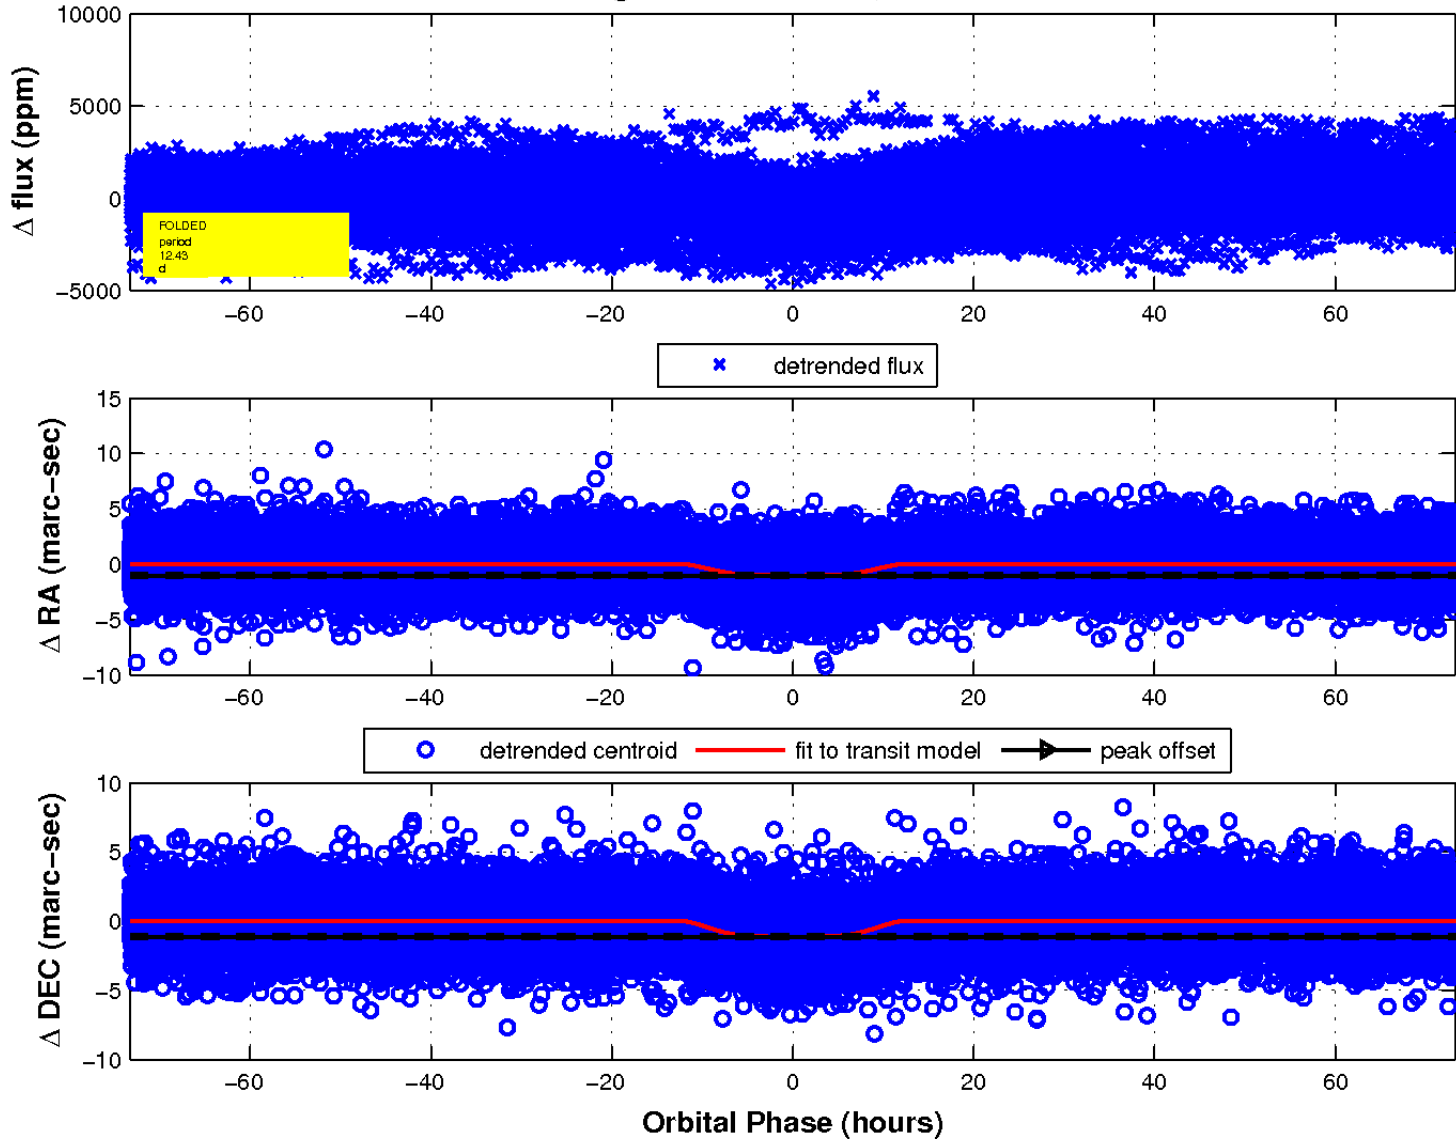 10000
5000
0
−5000
Δ flux (ppm)
FOLDED
period
12.43
d
−60 −40 −20 0 20 40 60
detrended flux
15
10
5
0
−5
−10
Δ RA (marc−sec)
−60 −40 −20 0 20 40 60
detrended centroid fit to transit model peak offset
10
5
0
−5
−10
Δ DEC (marc−sec)
−60 −40 −20 0 20 40 60
Orbital Phase (hours)